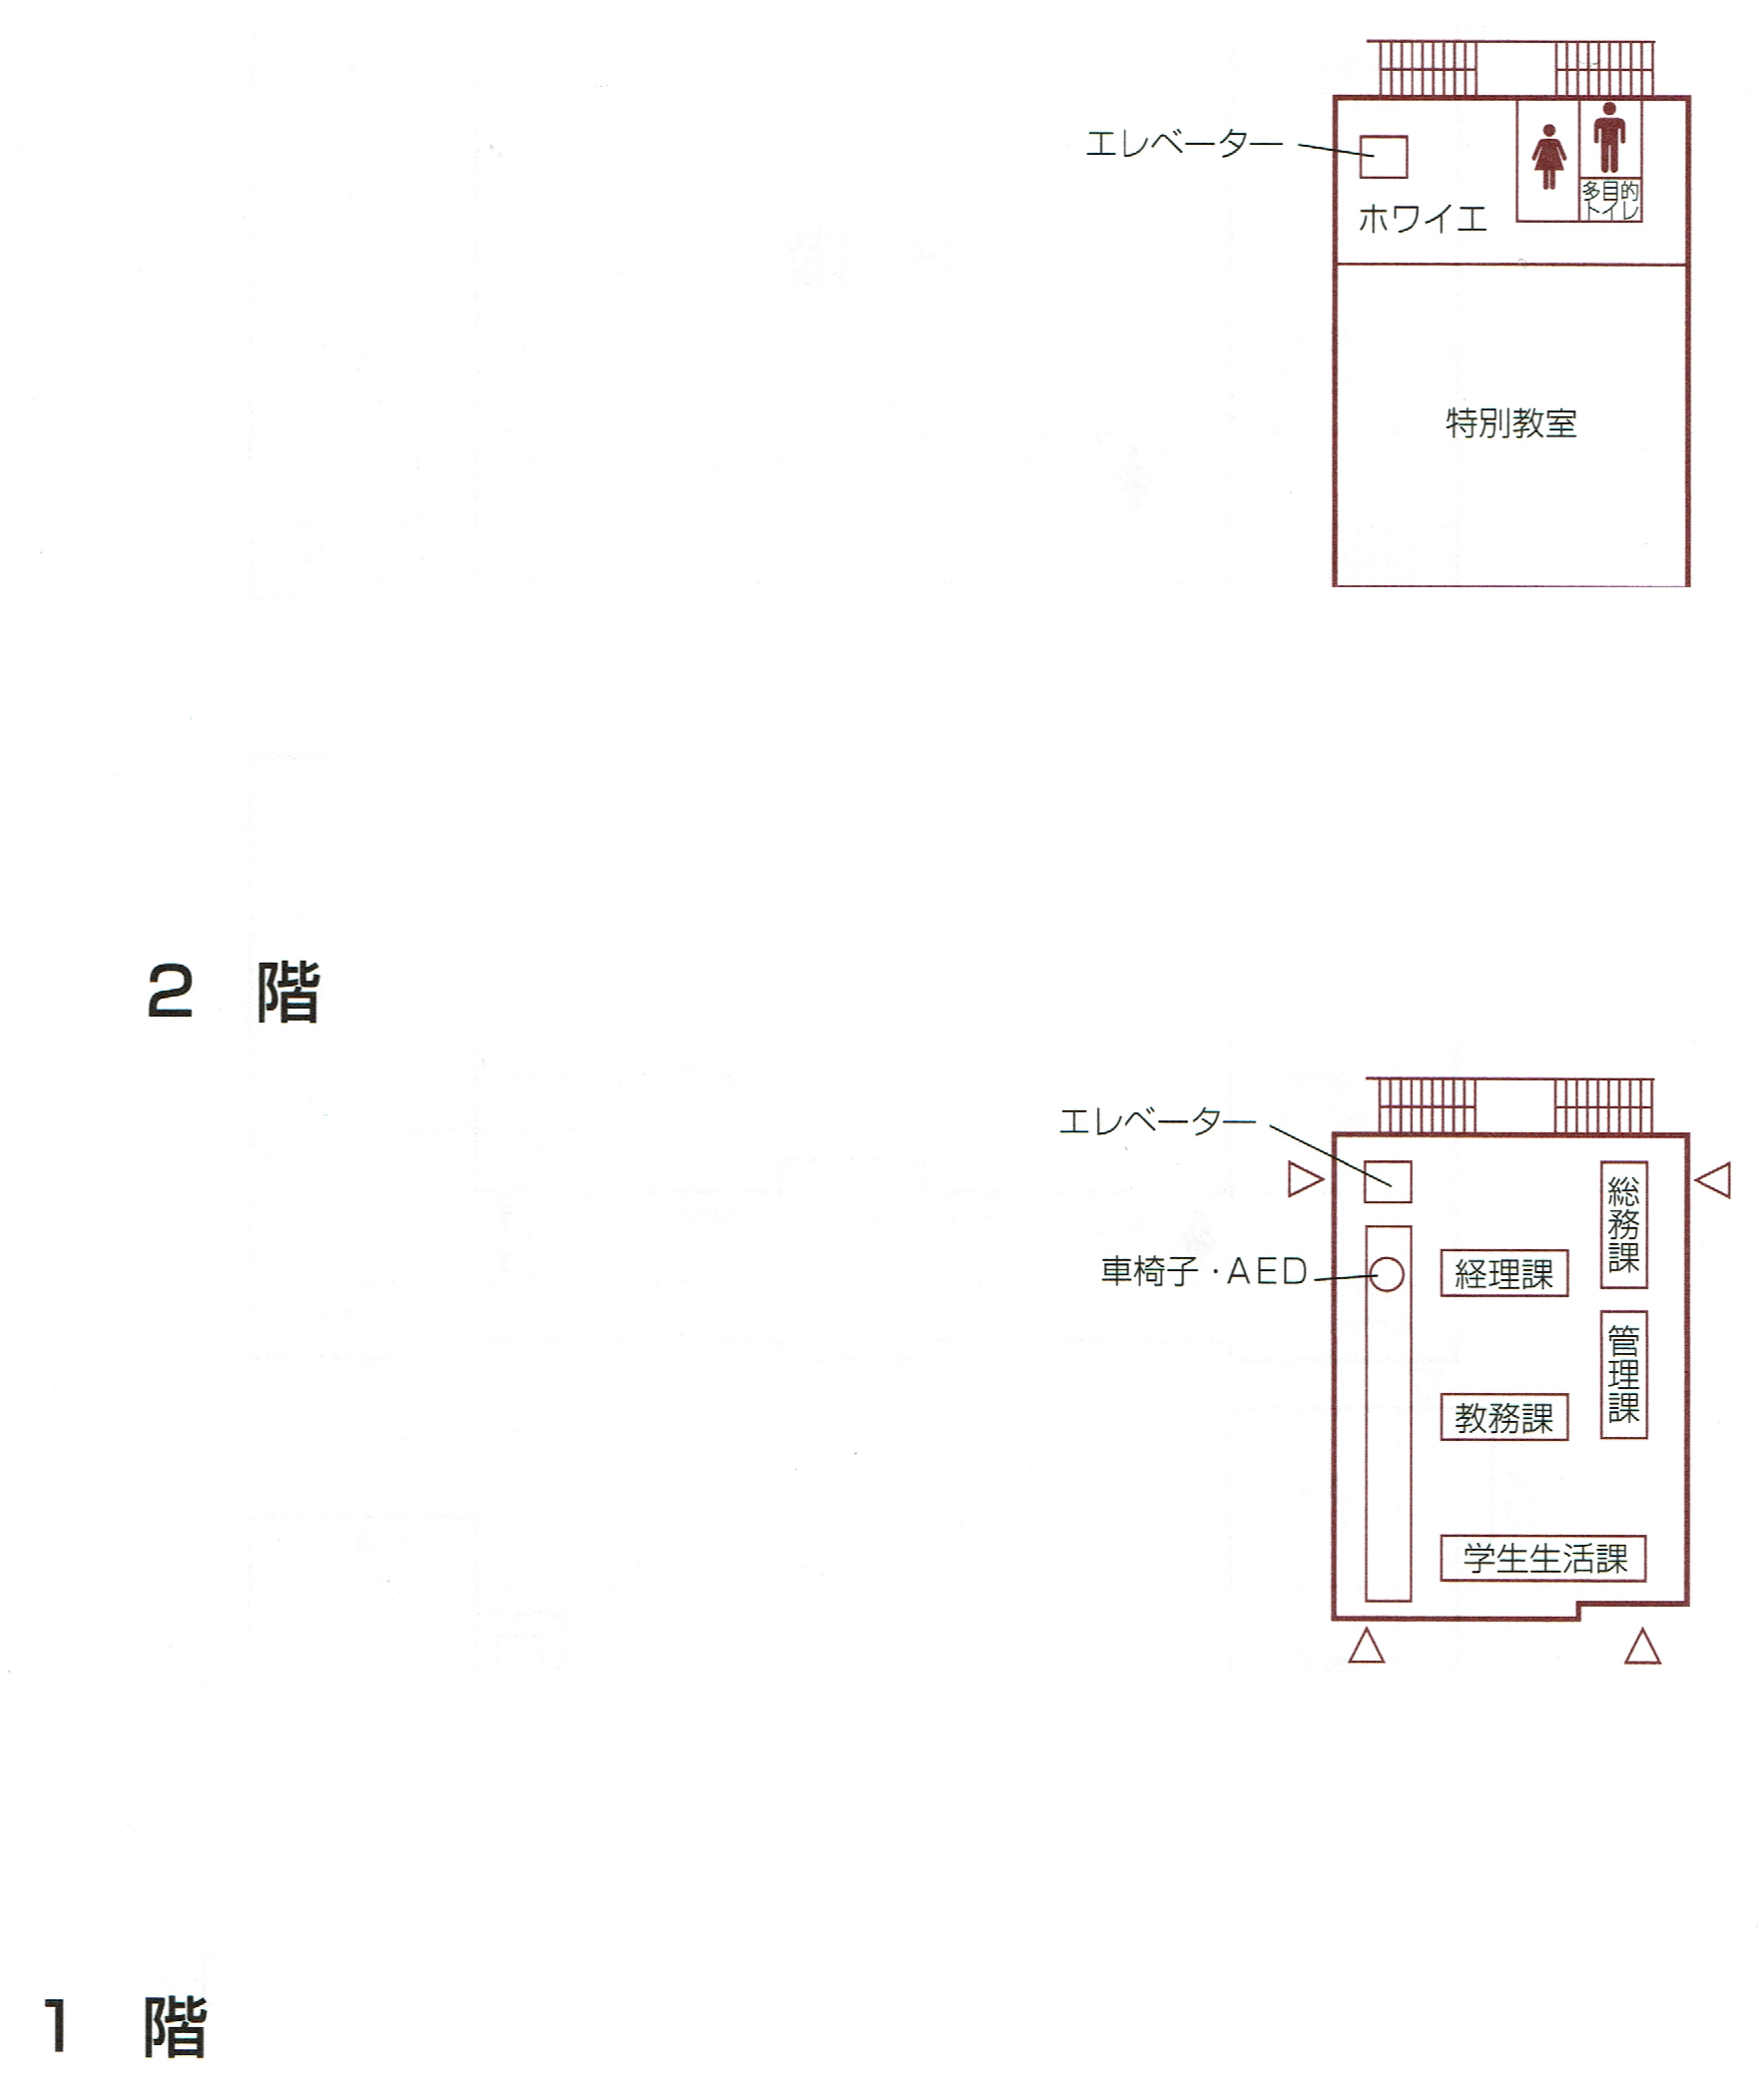 エレベーター
ホワイエ
多目的
トイレ
特別教室
2 階
エレベーター
総務課
車椅子・AED
経理課
管理課
教務課
学生生活課
1 階